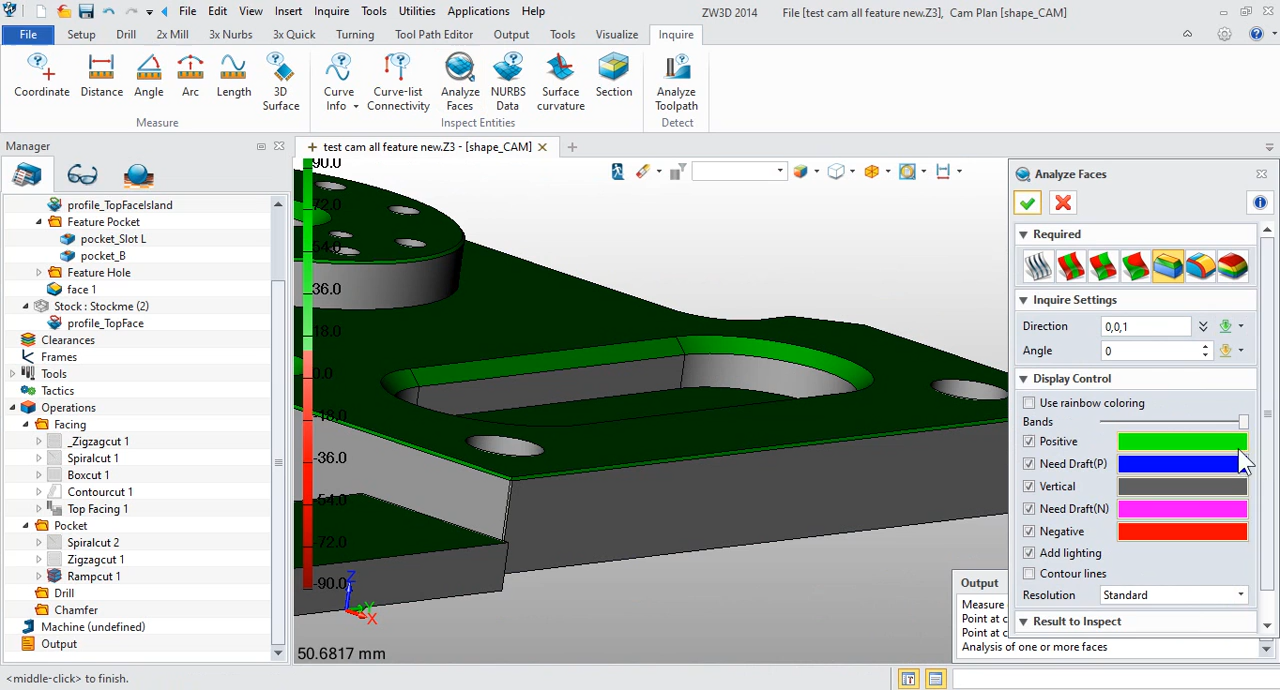 File Edit View Insert Inquire Tools Utilities Applications Help ZW3D 2014 File [test cam all feature new.Z3], Cam Plan [shape_CAM]
File Setup Drill 2x Mill 3x Nurbs 3x Quick Turning Tool Path Editor Output Tools Visualize Inquire
Coordinate Distance Angle Arc Length 3D Surface Curve Info Curve-list Connectivity Analyze Faces NURBS Data Surface curvature Section Analyze Toolpath
Measure Inspect Entities Detect
Manager
test cam all feature new.Z3 - [shape_CAM]
profile_TopFaceIsland
Feature Pocket
pocket_Slot L
pocket_B
Feature Hole
face 1
Stock : Stockme (2)
profile_TopFace
Clearances
Frames
Tools
Tactics
Operations
Facing
_Zigzagcut 1
Spiralcut 1
Boxcut 1
Contourcut 1
Top Facing 1
Pocket
Spiralcut 2
Zigzagcut 1
Rampcut 1
Drill
Chamfer
Machine (undefined)
Output
90.0
72.0
54.0
36.0
18.0
0.0
-18.0
-36.0
-54.0
-72.0
-90.0
Z
Y
X
50.6817 mm
Analyze Faces
Required
Inquire Settings
Direction 0,0,1
Angle 0
Display Control
Use rainbow coloring
Bands
Positive
Need Draft(P)
Vertical
Need Draft(N)
Negative
Add lighting
Contour lines
Resolution Standard
Result to Inspect
Output
Measure
Point at c
Point at c
Analysis of one or more faces
<middle-click> to finish.